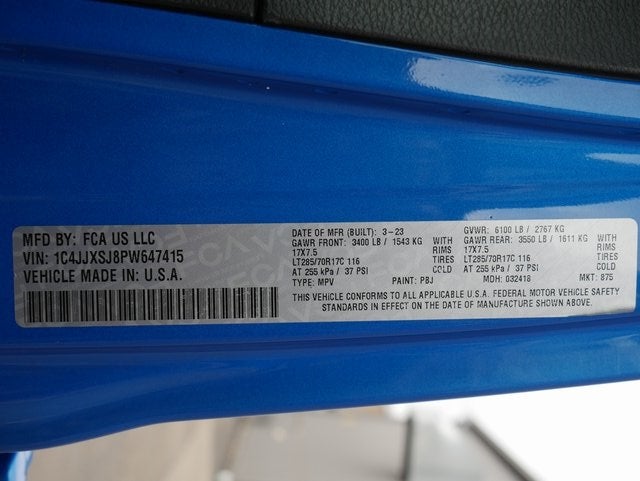 MFD BY: FCA US LLC
VIN: 1C4JJXSJ8PW647415
VEHICLE MADE IN: U.S.A.
DATE OF MFR (BUILT): 3-23
GAWR FRONT: 3400 LB / 1543 KG WITH
17X7.5 RIMS
LT285/70R17C 116 TIRES
AT 255 kPa / 37 PSI COLD
TYPE: MPV PAINT: PBJ
GVWR: 6100 LB / 2767 KG
GAWR REAR: 3550 LB / 1611 KG WITH
17X7.5 RIMS
LT285/70R17C 116 TIRES
AT 255 kPa / 37 PSI COLD
MDH: 032418 MKT: 875
THIS VEHICLE CONFORMS TO ALL APPLICABLE U.S.A. FEDERAL MOTOR VEHICLE SAFETY
STANDARDS IN EFFECT ON THE DATE OF MANUFACTURE SHOWN ABOVE.